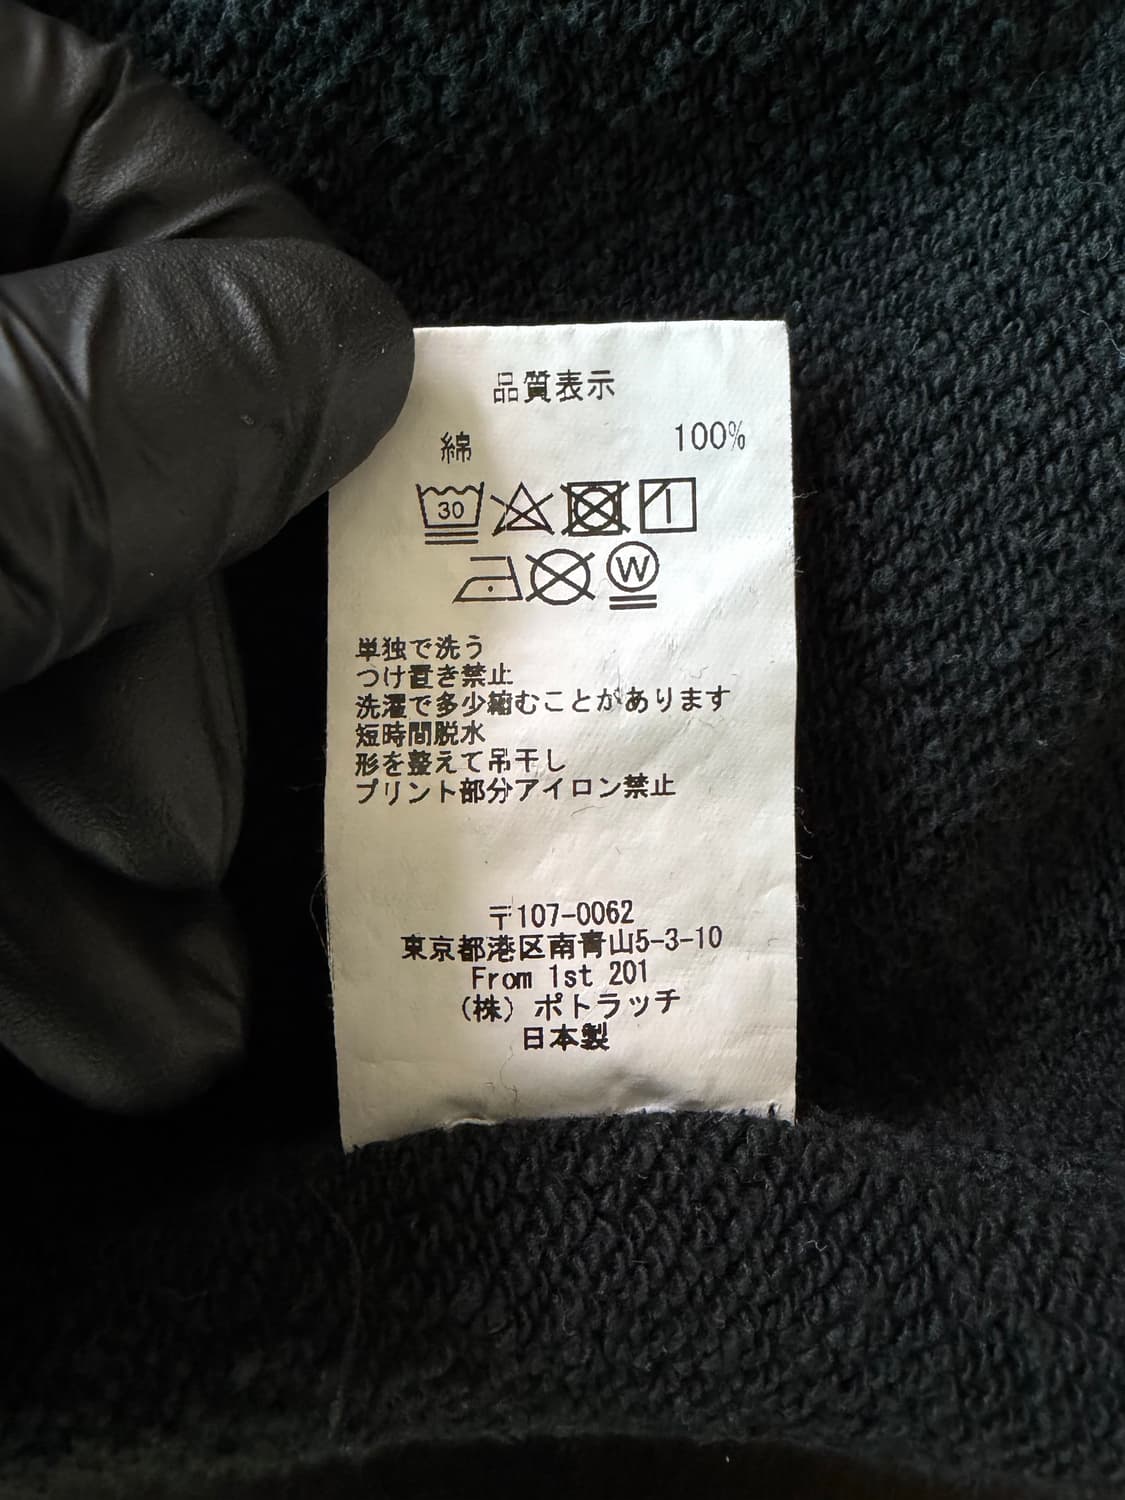 品質表示
綿 100%
30
W
単独で洗う
つけ置き禁止
洗濯で多少縮むことがあります
短時間脱水
形を整えて吊干し
プリント部分アイロン禁止
〒107-0062
東京都港区南青山5-3-10
From 1st 201
(株) ポトラッチ
日本製